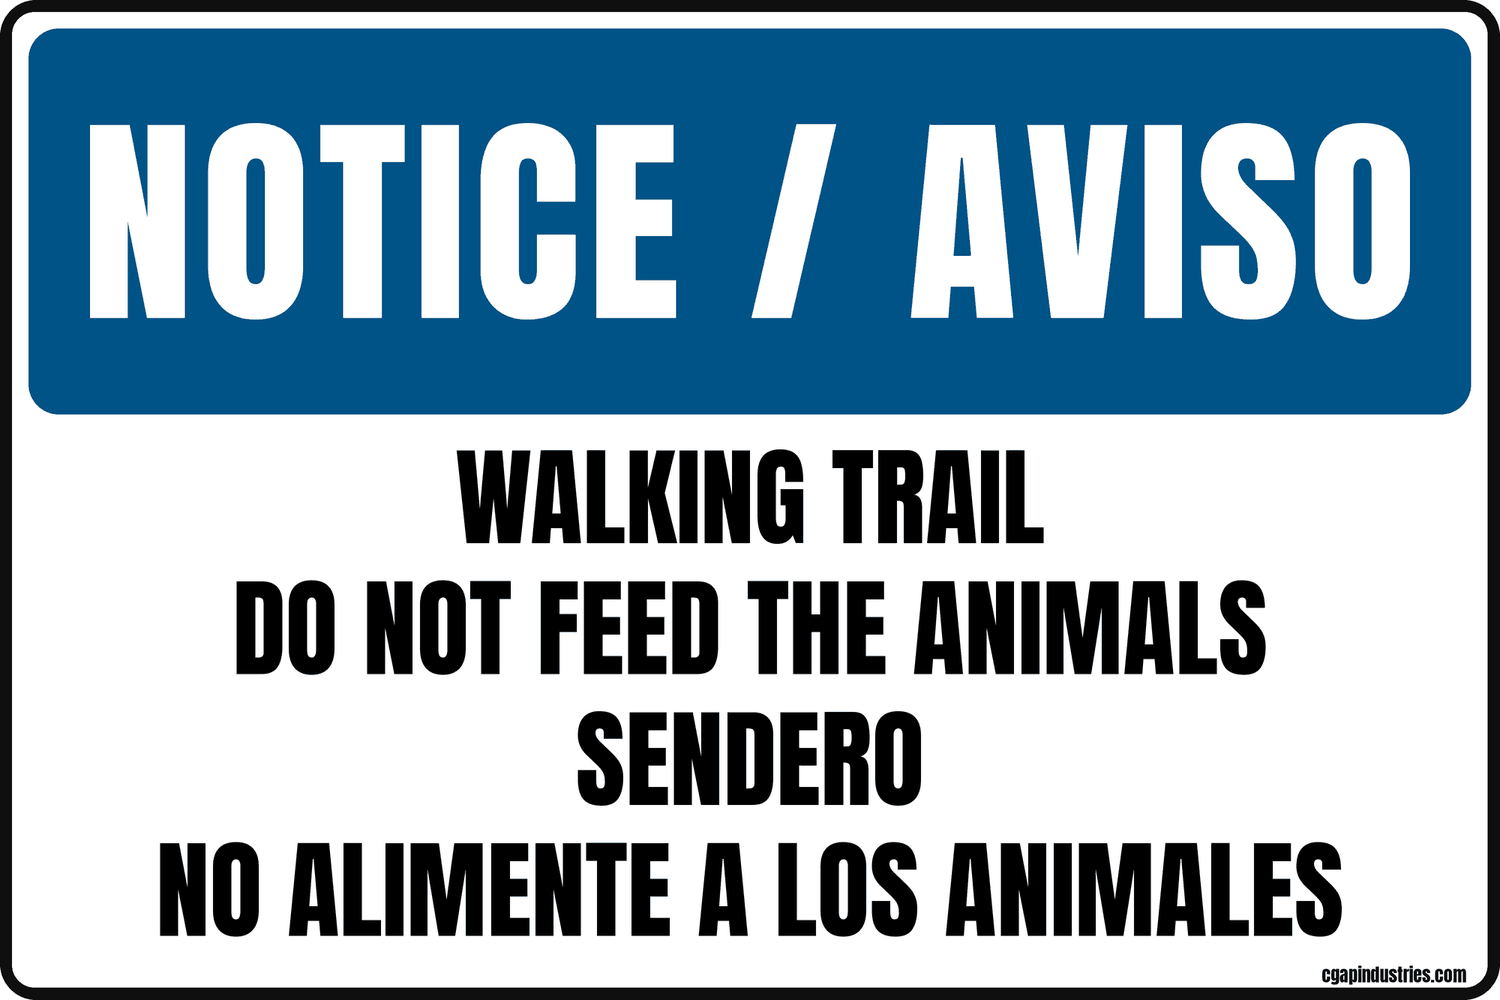 NOTICE / AVISO
WALKING TRAIL
DO NOT FEED THE ANIMALS
SENDERO
NO ALIMENTE A LOS ANIMALES
cgapindustries.com